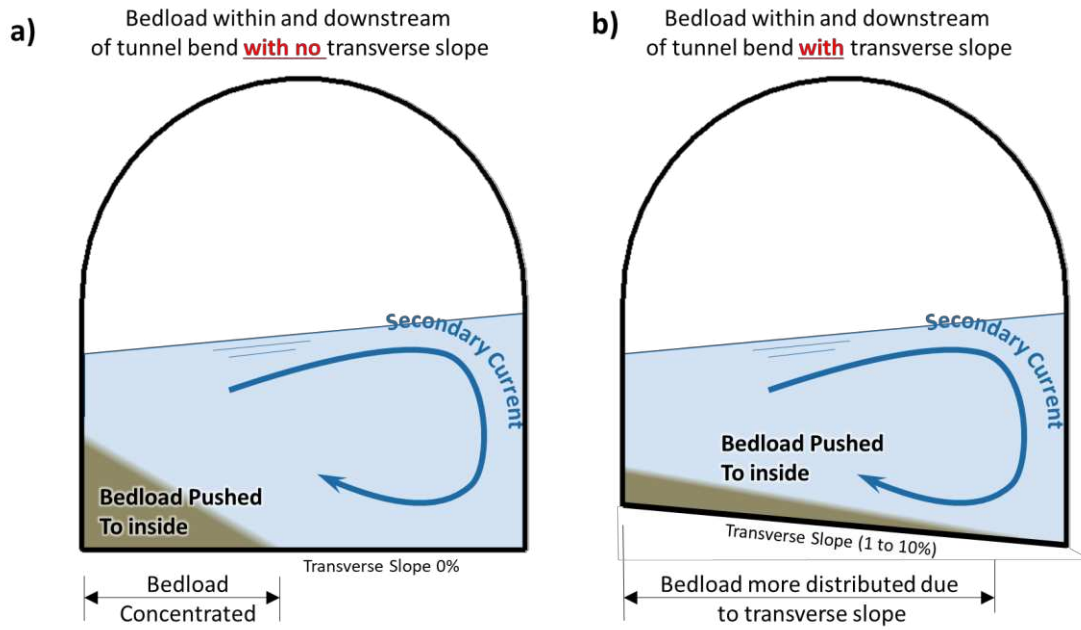 a)
Bedload within and downstream
of tunnel bend with no transverse slope
Secondary Current
Bedload Pushed
To inside
Transverse Slope 0%
Bedload
Concentrated
b)
Bedload within and downstream
of tunnel bend with transverse slope
Secondary Current
Bedload Pushed
To inside
Transverse Slope (1 to 10%)
Bedload more distributed due
to transverse slope